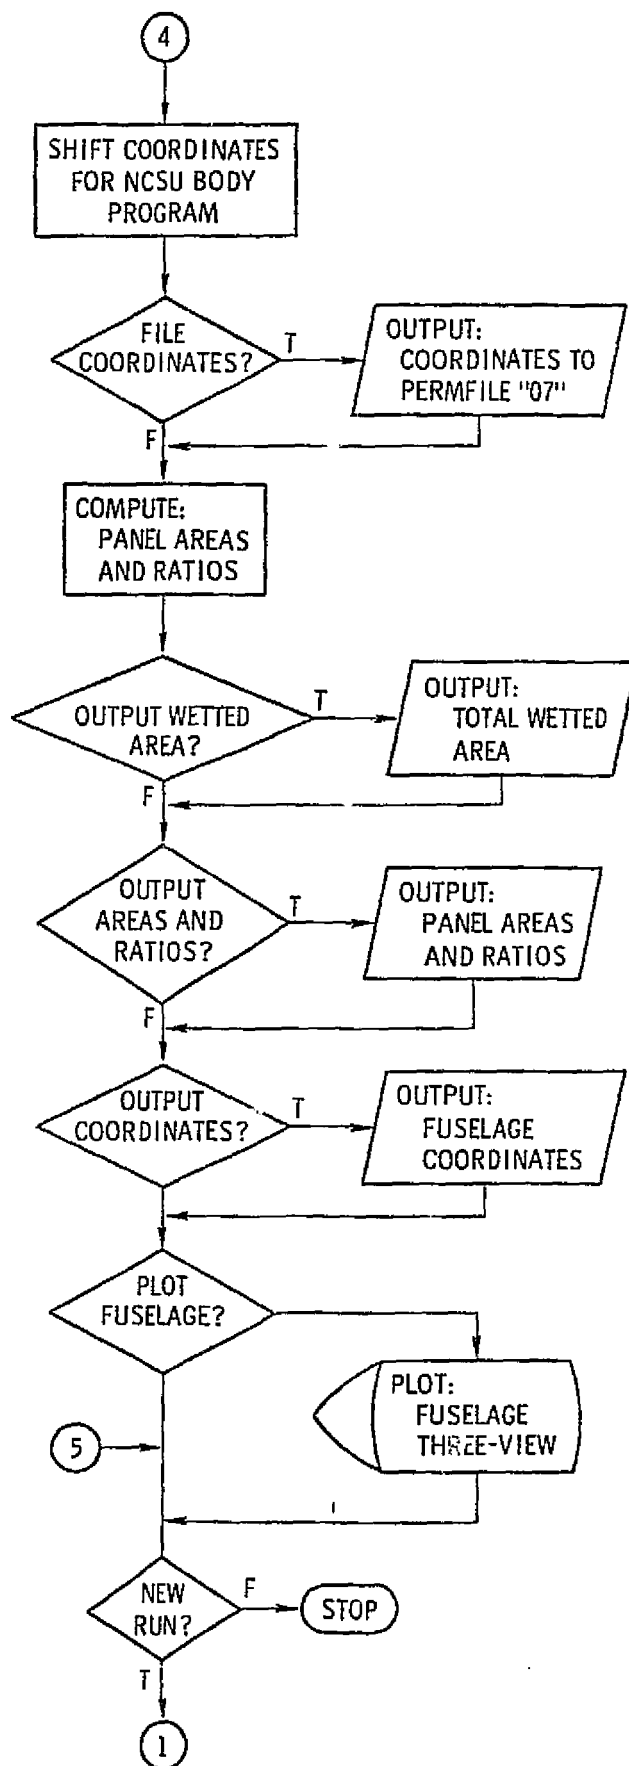 4
SHIFT COORDINATES
FOR NCSU BODY
PROGRAM
FILE
COORDINATES?
T
OUTPUT:
COORDINATES TO
PERMFILE "07"
F
COMPUTE:
PANEL AREAS
AND RATIOS
OUTPUT WETTED
AREA?
T
OUTPUT:
TOTAL WETTED
AREA
F
OUTPUT
AREAS AND
RATIOS?
T
OUTPUT:
PANEL AREAS
AND RATIOS
F
OUTPUT
COORDINATES?
T
OUTPUT:
FUSELAGE
COORDINATES
PLOT
FUSELAGE?
PLOT:
FUSELAGE
THREE-VIEW
5
NEW
RUN?
F
STOP
T
1